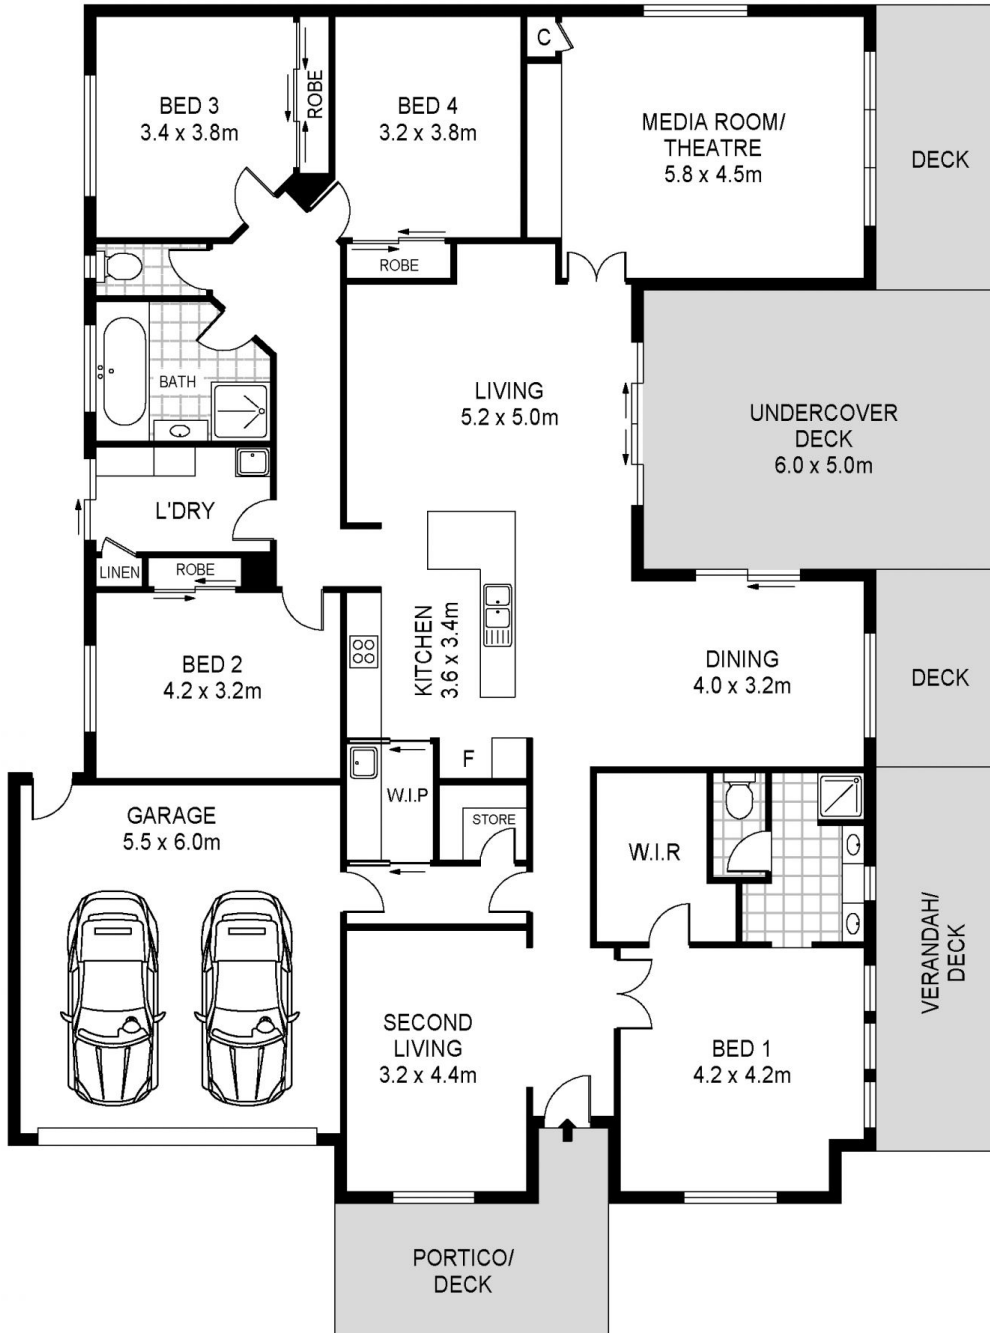 BED 3
3.4 x 3.8m
ROBE
BED 4
3.2 x 3.8m
ROBE
C
MEDIA ROOM/
THEATRE
5.8 x 4.5m
DECK
BATH
LIVING
5.2 x 5.0m
UNDERCOVER
DECK
6.0 x 5.0m
L'DRY
LINEN
ROBE
BED 2
4.2 x 3.2m
KITCHEN
3.6 x 3.4m
DINING
4.0 x 3.2m
DECK
F
W.I.P
STORE
GARAGE
5.5 x 6.0m
W.I.R
VERANDAH/
DECK
SECOND
LIVING
3.2 x 4.4m
BED 1
4.2 x 4.2m
PORTICO/
DECK